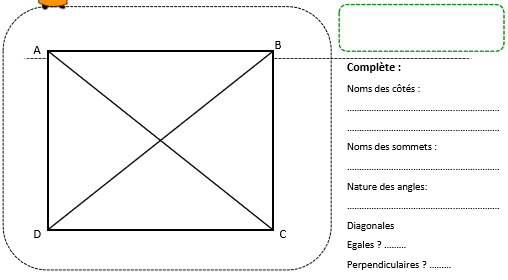 A
B
D
C
Complète :
Noms des côtés :
................................................................
................................................................
Noms des sommets :
................................................................
Nature des angles:
................................................................
Diagonales
Egales ? .........
Perpendiculaires ? .........